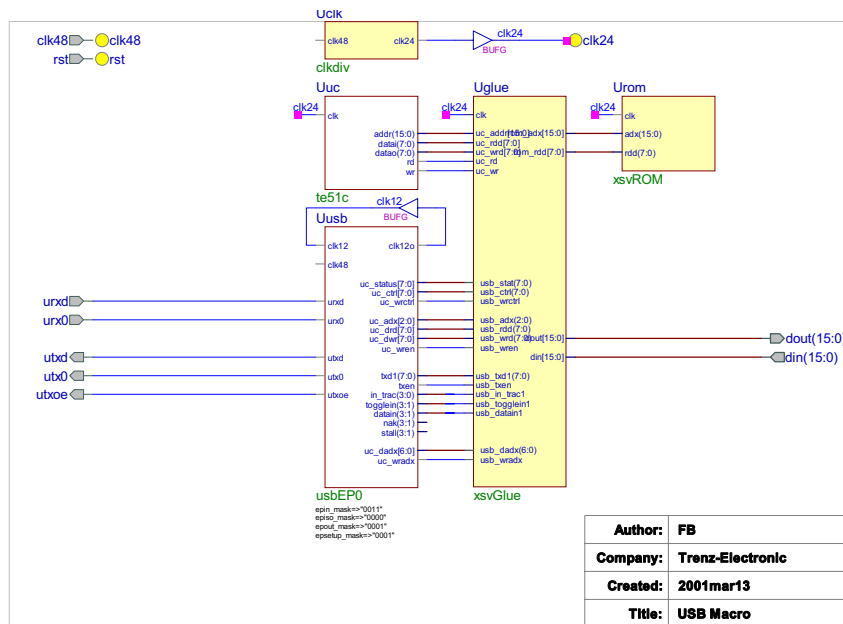 Uclk
clk48 clk48
rst rst
clk48 clk24
clk24
BUFG
clk24
clkdiv
Uuc
Uglue
Urom
clk24
clk24
clk24
clk
clk
clk
addr(15:0)
datai(7:0)
datao(7:0)
rd
wr
uc_addr[15:0]
uc_rdd[7:0]
uc_wrd[7:0]
uc_rd
uc_wr
rom_adx[15:0]
rom_rdd[7:0]
adx(15:0)
rdd(7:0)
xsvROM
te51c
clk12
BUFG
Uusb
clk12 clk12o
clk48
urxd
urx0
utxd
utx0
utxoe
urxd
urx0
utxd
utx0
utxoe
uc_status[7:0]
uc_ctrl[7:0]
uc_wrctrl
uc_adx[2:0]
uc_drd[7:0]
uc_dwr[7:0]
uc_wren
txd1(7:0)
txen
in_trac(3:0)
togglein(3:1)
datain(3:1)
nak(3:1)
stall(3:1)
uc_dadx[6:0]
uc_wradx
usb_stat(7:0)
usb_ctrl(7:0)
usb_wrctrl
usb_adx(2:0)
usb_rdd(7:0)
usb_wrd(7:0)
usb_wren
usb_txd1(7:0)
usb_txen
usb_in_trac1
usb_togglein1
usb_datain1
usb_dadx(6:0)
usb_wradx
dout[15:0]
din[15:0]
dout(15:0)
din(15:0)
usbEP0
xsvGlue
epin_mask=>"0011"
episo_mask=>"0000"
epout_mask=>"0001"
epsetup_mask=>"0001"
Author: FB
Company: Trenz-Electronic
Created: 2001mar13
Title: USB Macro